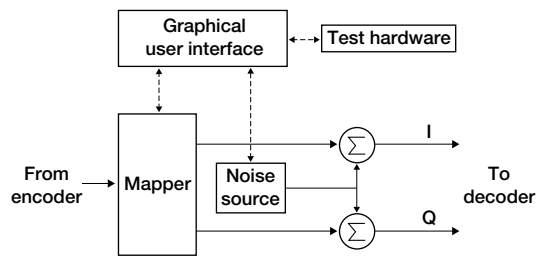 Graphical
user interface
Test hardware
From
encoder
Mapper
Noise
source
Σ
I
Σ
Q
To
decoder